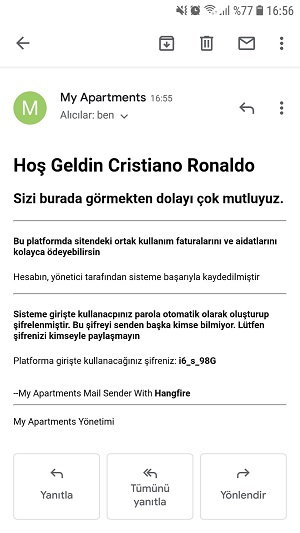 %77 16:56
My Apartments 16:55
Alıcılar: ben
M
Hoş Geldin Cristiano Ronaldo
Sizi burada görmekten dolayı çok mutluyuz.
Bu platformda sitendeki ortak kullanım faturalarını ve aidatlarını
kolayca ödeyebilirsin
Hesabın, yönetici tarafından sisteme başarıyla kaydedilmiştir
Sisteme girişte kullanacpınız parola otomatik olarak oluşturup
şifrelenmiştir. Bu şifreyi senden başka kimse bilmiyor. Lütfen
şifrenizi kimseyle paylaşmayın
Platforma girişte kullanacağınız şifreniz: i6_s_98G
--My Apartments Mail Sender With Hangfire
My Apartments Yönetimi
Yanıtla
Tümünü
yanıtla
Yönlendir